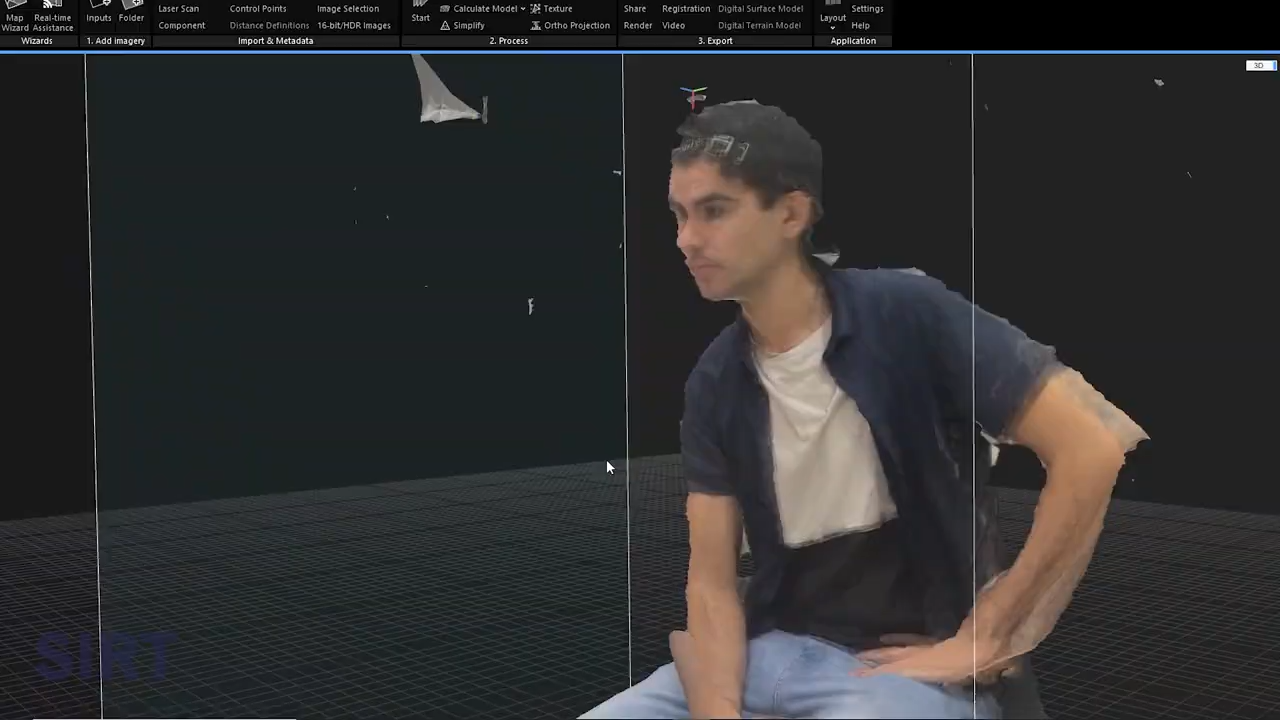 Laser Scan
Control Points
Image Selection
Start
Calculate Model
Texture
Share
Registration
Digital Surface Model
Layout
Settings
Map Wizard
Real-time Assistance
Inputs
Folder
Component
Distance Definitions
16-bit/HDR Images
Simplify
Ortho Projection
Render
Video
Digital Terrain Model
Help
Wizards
1. Add imagery
Import & Metadata
2. Process
3. Export
Application
3D
SIRT